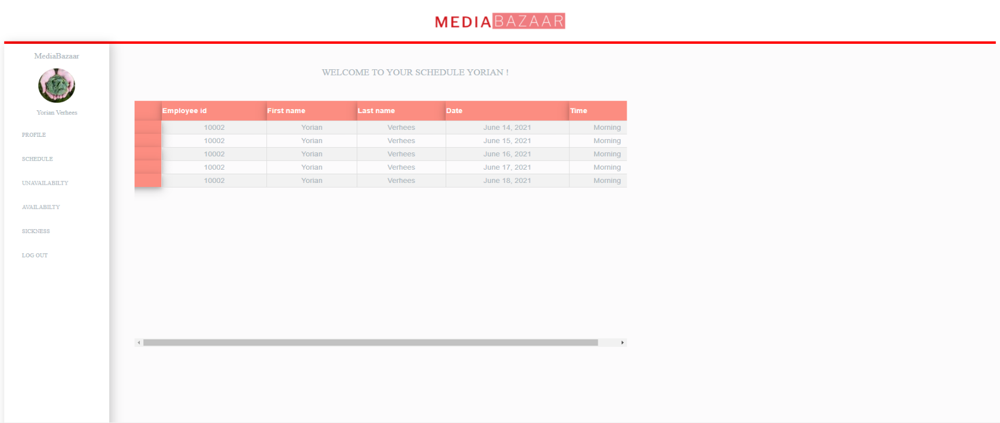 MEDIABAZAAR
MediaBazaar
Yorian Verhees
PROFILE
SCHEDULE
UNAVAILABILTY
AVAILABILTY
SICKNESS
LOG OUT
WELCOME TO YOUR SCHEDULE YORIAN !
Employee id First name Last name Date Time
10002 Yorian Verhees June 14, 2021 Morning
10002 Yorian Verhees June 15, 2021 Morning
10002 Yorian Verhees June 16, 2021 Morning
10002 Yorian Verhees June 17, 2021 Morning
10002 Yorian Verhees June 18, 2021 Morning